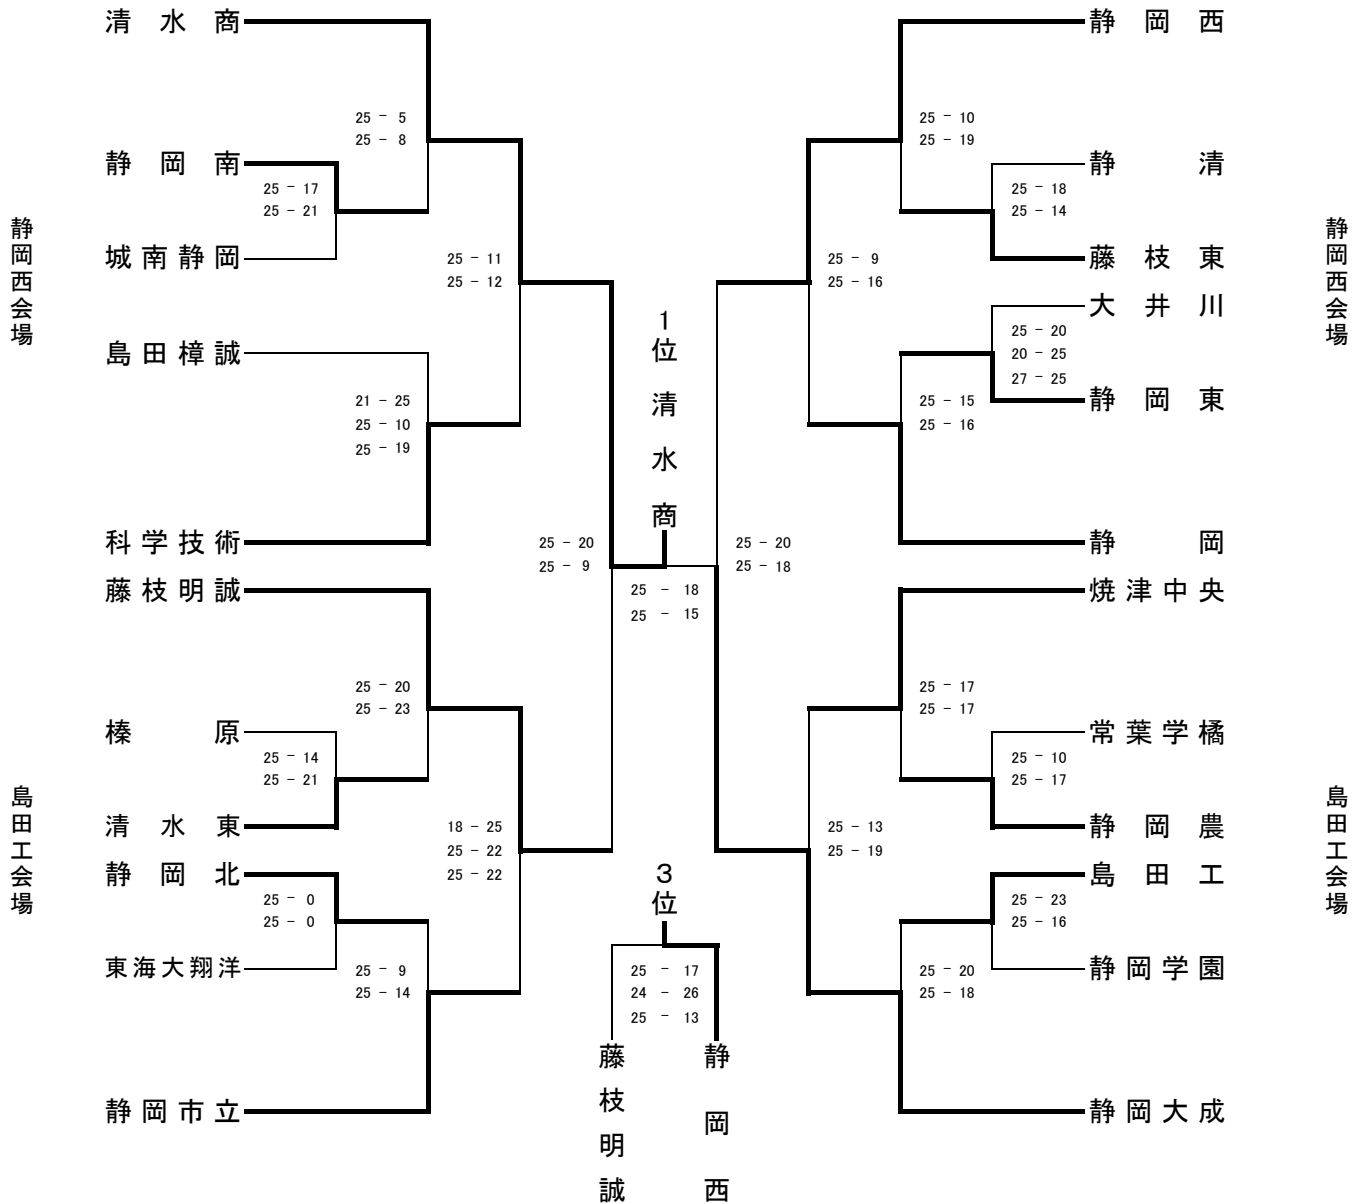 清水商
25 - 5
25 - 8
静岡南
25 - 17
25 - 21
城南静岡
静岡西会場
25 - 11
25 - 12
島田樟誠
21 - 25
25 - 10
25 - 19
科学技術
25 - 20
25 - 9
藤枝明誠
25 - 20
25 - 23
榛原
25 - 14
25 - 21
清水東
島田工会場
18 - 25
25 - 22
25 - 22
静岡北
25 - 0
25 - 0
東海大翔洋
25 - 9
25 - 14
静岡市立
1位
清水商
25 - 18
25 - 15
3位
25 - 17
24 - 26
25 - 13
藤枝明誠
静岡西
静岡西
25 - 10
25 - 19
静清
25 - 18
25 - 14
藤枝東
静岡西会場
25 - 9
25 - 16
大井川
25 - 20
20 - 25
27 - 25
静岡東
25 - 15
25 - 16
静岡
25 - 20
25 - 18
焼津中央
25 - 17
25 - 17
常葉学橘
25 - 10
25 - 17
静岡農
島田工会場
25 - 13
25 - 19
島田工
25 - 23
25 - 16
静岡学園
25 - 20
25 - 18
静岡大成